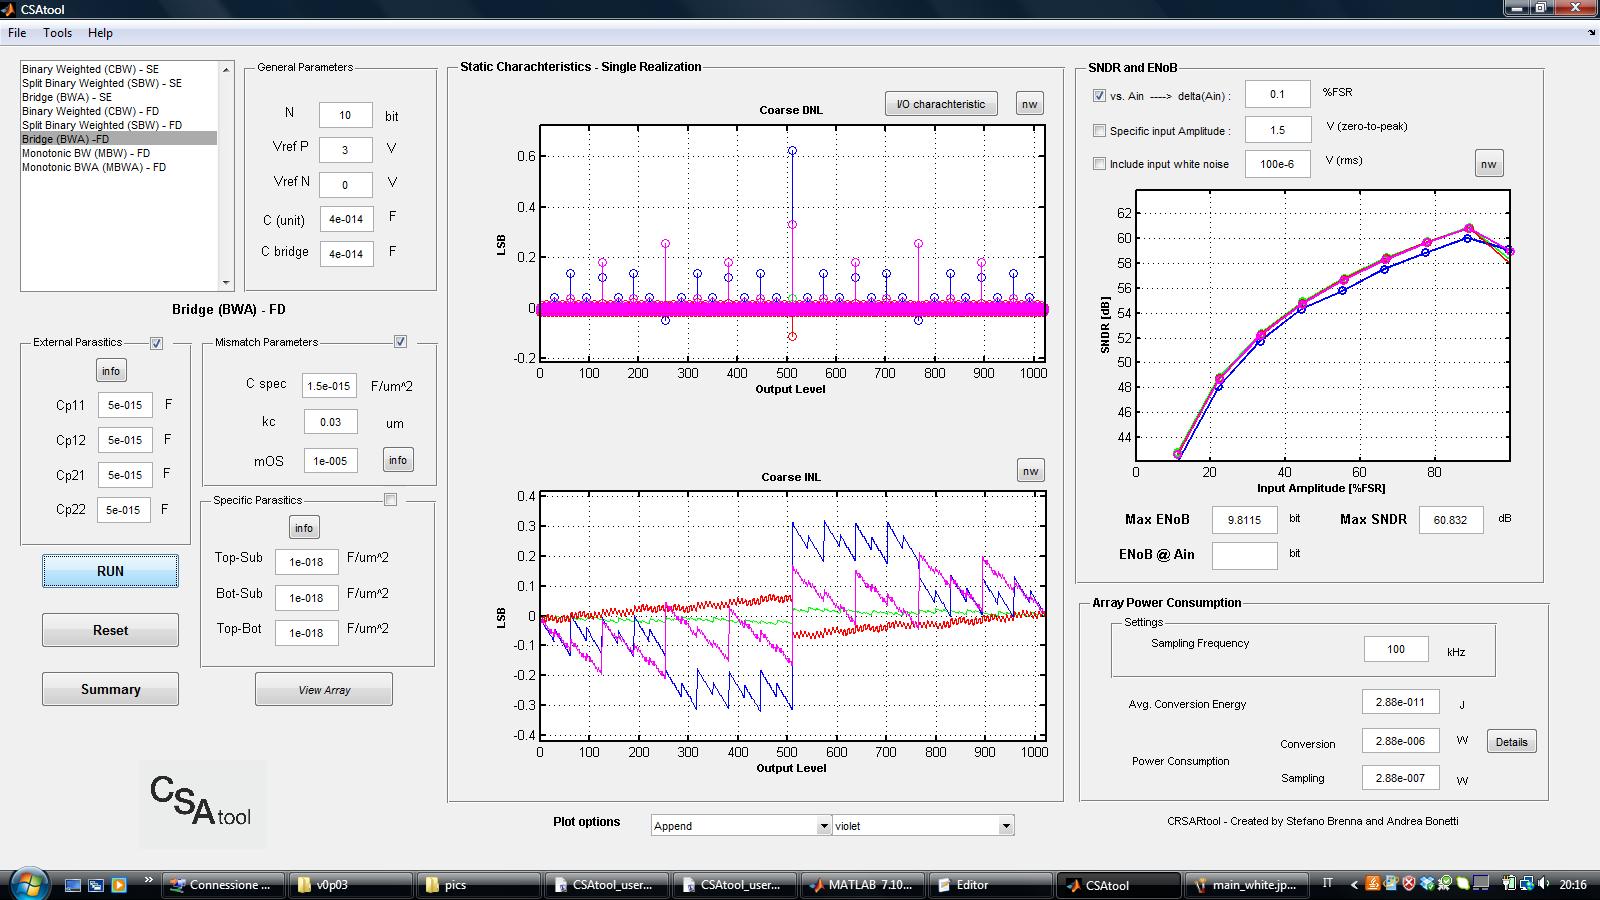 CSAtool
File Tools Help
Binary Weighted (CBW) - SE
Split Binary Weighted (SBW) - SE
Bridge (BWA) - SE
Binary Weighted (CBW) - FD
Split Binary Weighted (SBW) - FD
Bridge (BWA) -FD
Monotonic BW (MBW) - FD
Monotonic BWA (MBWA) - FD
General Parameters
N 10 bit
Vref P 3 V
Vref N 0 V
C (unit) 4e-014 F
C bridge 4e-014 F
Bridge (BWA) - FD
External Parasitics
info
Cp11 5e-015 F
Cp12 5e-015 F
Cp21 5e-015 F
Cp22 5e-015 F
Mismatch Parameters
C spec 1.5e-015 F/um^2
kc 0.03 um
mOS 1e-005 info
Specific Parasitics
info
Top-Sub 1e-018 F/um^2
Bot-Sub 1e-018 F/um^2
Top-Bot 1e-018 F/um^2
RUN
Reset
Summary
View Array
CSAtool
Static Charachteristics - Single Realization
Coarse DNL
I/O charachteristic
nw
0.6
0.4
0.2
0
-0.2
LSB
0 100 200 300 400 500 600 700 800 900 1000
Output Level
Coarse INL
nw
0.4
0.3
0.2
0.1
0
-0.1
-0.2
-0.3
-0.4
LSB
0 100 200 300 400 500 600 700 800 900 1000
Output Level
Plot options Append violet
SNDR and ENoB
vs. Ain ----> delta(Ain) : 0.1 %FSR
Specific input Amplitude : 1.5 V (zero-to-peak)
Include input white noise 100e-6 V (rms)
nw
62
60
58
56
54
52
50
48
46
44
SNDR [dB]
0 20 40 60 80
Input Amplitude [%FSR]
Max ENoB 9.8115 bit Max SNDR 60.832 dB
ENoB @ Ain bit
Array Power Consumption
Settings
Sampling Frequency 100 kHz
Avg. Conversion Energy 2.88e-011 J
Power Consumption
Conversion 2.88e-006 W Details
Sampling 2.88e-007 W
CRSARtool - Created by Stefano Brenna and Andrea Bonetti
» Connessione ... v0p03 pics CSAtool_user... CSAtool_user... MATLAB 7.10... Editor CSAtool main_white.jp... IT < 20:16